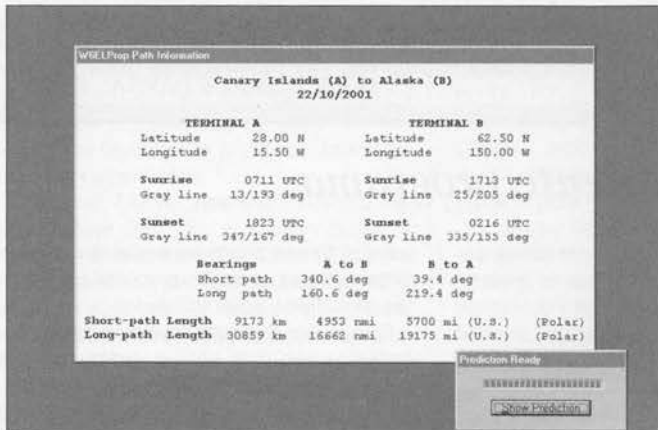 W6ELProp Path Information
Canary Islands (A) to Alaska (B)
22/10/2001
TERMINAL A TERMINAL B
Latitude 28.00 N Latitude 62.50 N
Longitude 15.50 W Longitude 150.00 W
Sunrise 0711 UTC Sunrise 1713 UTC
Gray line 13/193 deg Gray line 25/205 deg
Sunset 1823 UTC Sunset 0216 UTC
Gray line 347/167 deg Gray line 335/155 deg
Bearings A to B B to A
Short path 340.6 deg 39.4 deg
Long path 160.6 deg 219.4 deg
Short-path Length 9173 km 4953 nmi 5700 mi (U.S.) (Polar)
Long-path Length 30859 km 16662 nmi 19175 mi (U.S.) (Polar)
Prediction Ready
Show Prediction